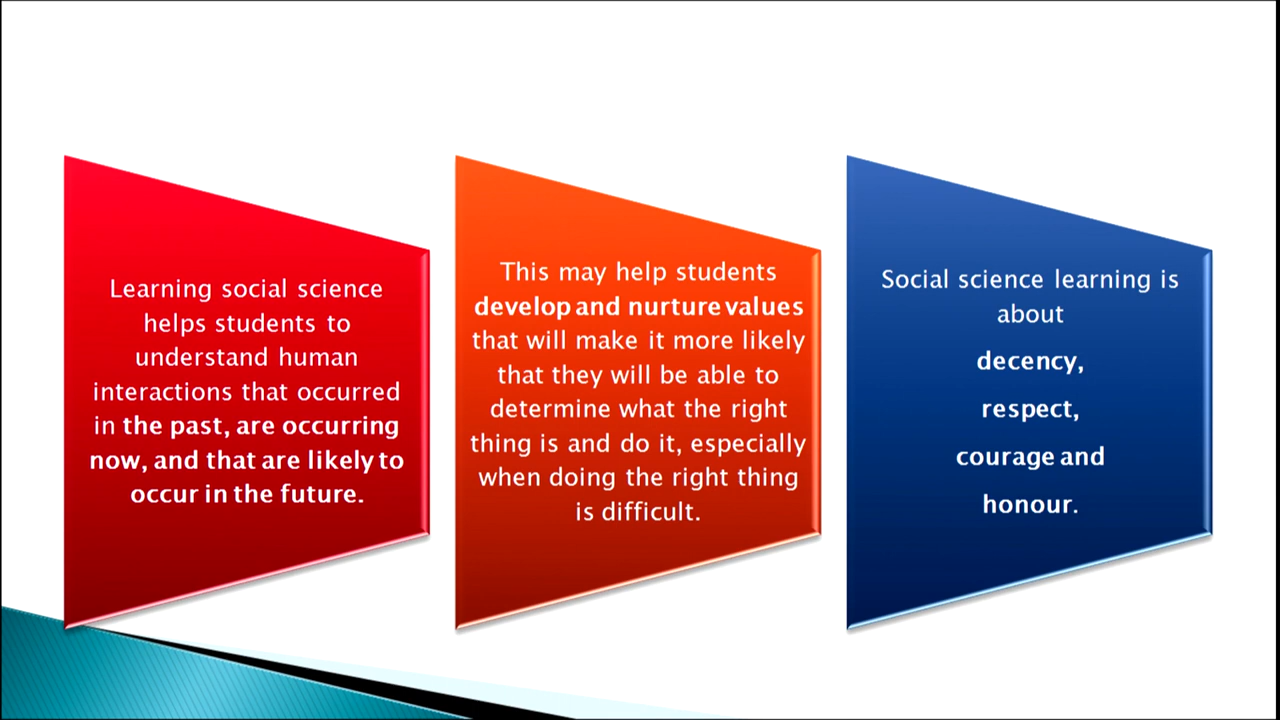 Learning social science
helps students to
understand human
interactions that occurred
in the past, are occurring
now, and that are likely to
occur in the future.
This may help students
develop and nurture values
that will make it more likely
that they will be able to
determine what the right
thing is and do it, especially
when doing the right thing
is difficult.
Social science learning is
about
decency,
respect,
courage and
honour.